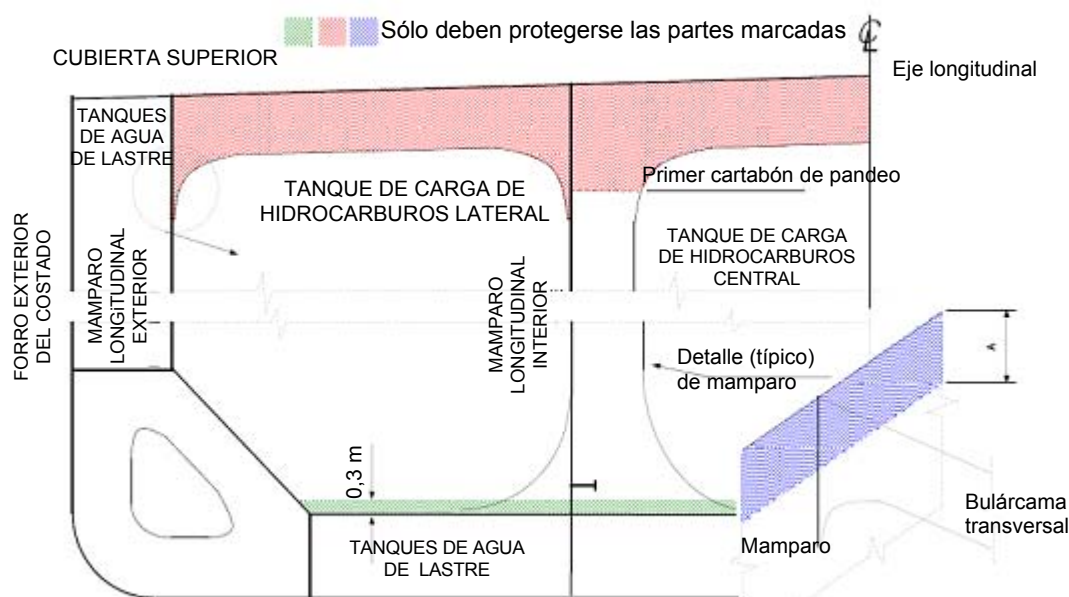 Sólo deben protegerse las partes marcadas
CUBIERTA SUPERIOR
Eje longitudinal
TANQUES
DE AGUA
DE LASTRE
TANQUE DE CARGA DE
HIDROCARBUROS LATERAL
Primer cartabón de pandeo
TANQUE DE CARGA
DE HIDROCARBUROS
CENTRAL
FORRO EXTERIOR
DEL COSTADO
MAMPARO
LONGITUDINAL
EXTERIOR
MAMPARO
LONGITUDINAL
INTERIOR
Detalle (típico)
de mamparo
A
0,3 m
TANQUES DE AGUA
DE LASTRE
Mamparo
Bulárcama
transversal